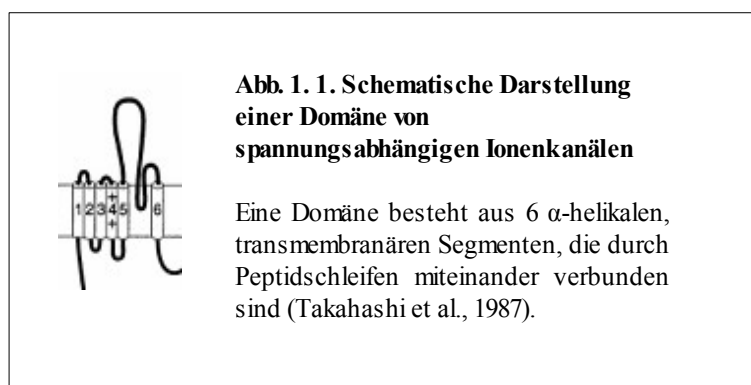 Abb. 1. 1. Schematische Darstellung
einer Domäne von
spannungsabhängigen Ionenkanälen
Eine Domäne besteht aus 6 α-helikalen,
transmembranären Segmenten, die durch
Peptidschleifen miteinander verbunden
sind (Takahashi et al., 1987).
+
1 2 3 4 5 6
+